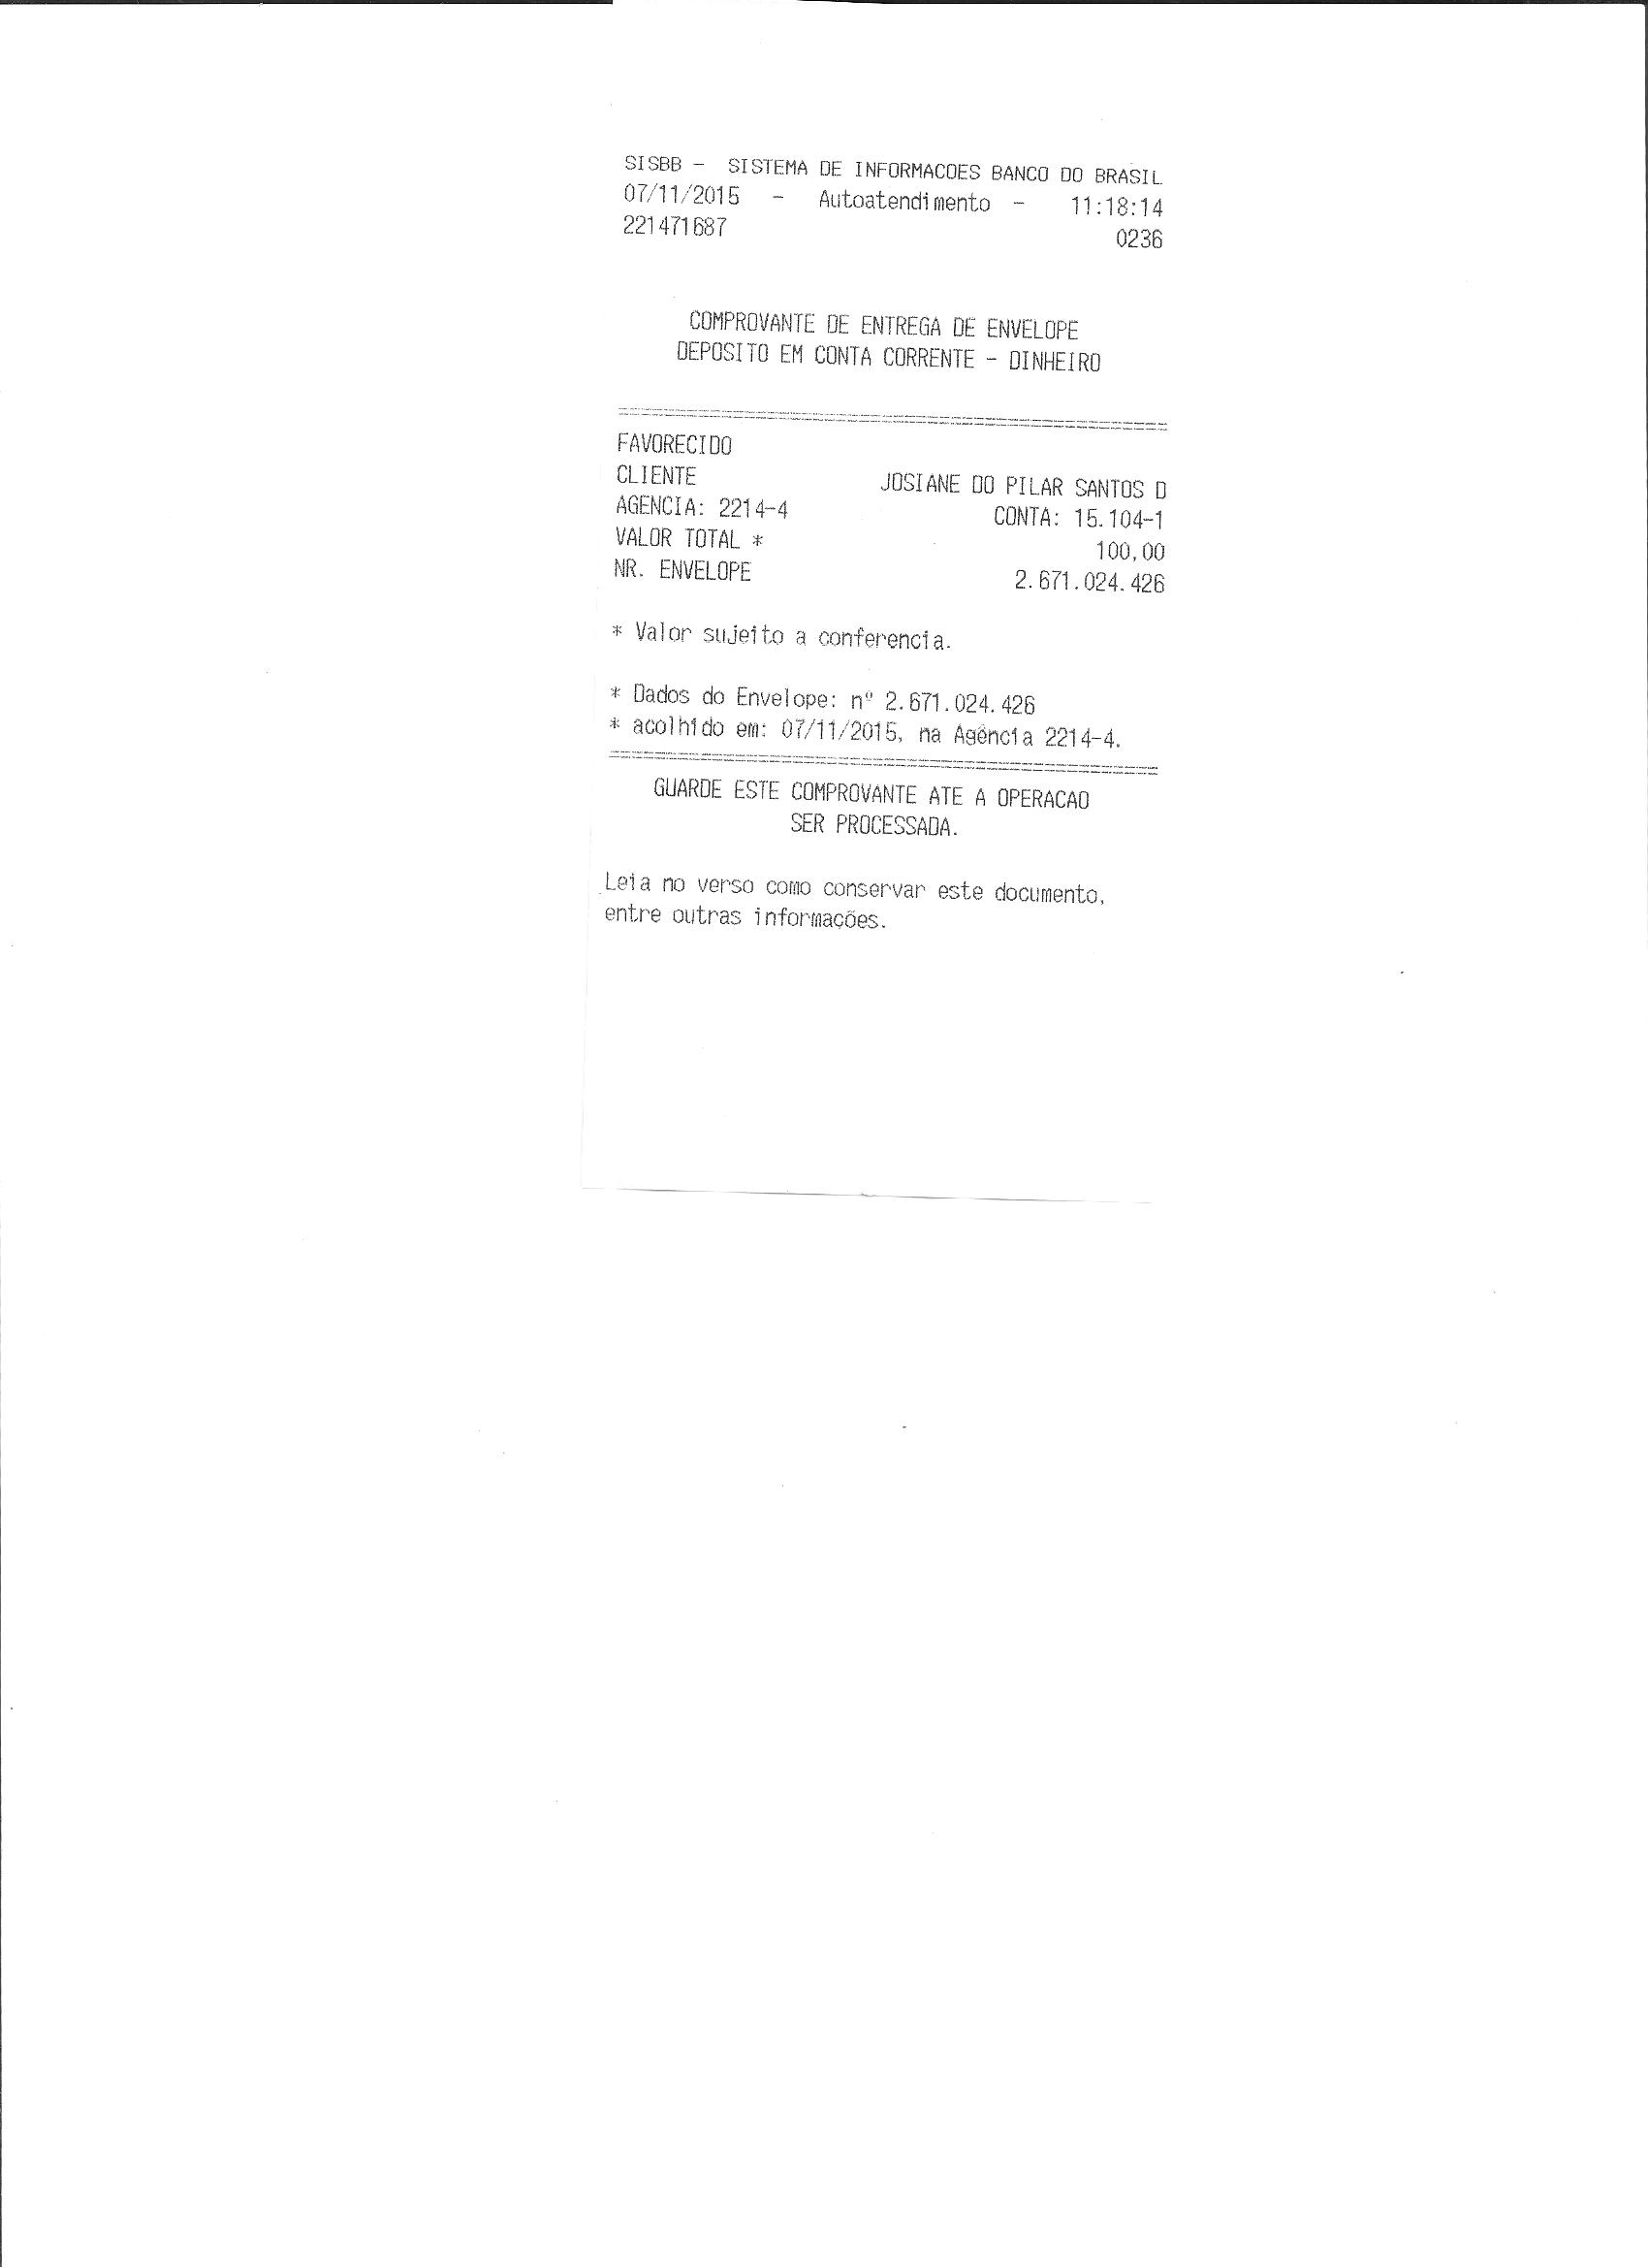 SISBB - SISTEMA DE INFORMACOES BANCO DO BRASIL
07/11/2015 - Autoatendimento - 11:18:14
221471687 0236
COMPROVANTE DE ENTREGA DE ENVELOPE
DEPOSITO EM CONTA CORRENTE - DINHEIRO
FAVORECIDO
CLIENTE JOSIANE DO PILAR SANTOS D
AGENCIA: 2214-4 CONTA: 15.104-1
VALOR TOTAL * 100,00
NR. ENVELOPE 2.671.024.426
* Valor sujeito a conferencia.
* Dados do Envelope: nº 2.671.024.426
* acolhido em: 07/11/2015, na Agência 2214-4.
GUARDE ESTE COMPROVANTE ATE A OPERACAO
SER PROCESSADA.
Leia no verso como conservar este documento,
entre outras informações.